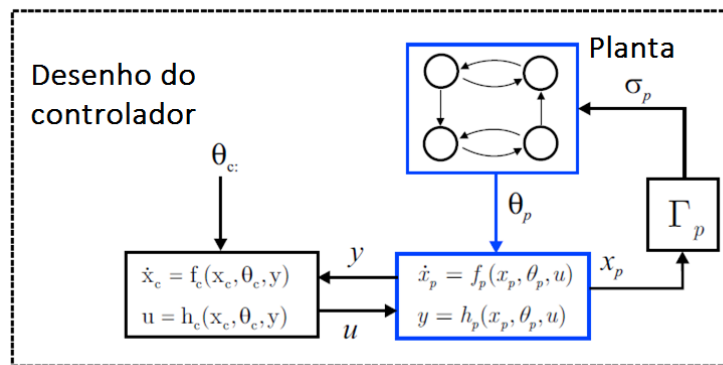 Desenho do
controlador
Planta
σ_p
θ_c:
θ_p
Γ_p
y
u
x_p
ẋ_c = f_c(x_c, θ_c, y)
u = h_c(x_c, θ_c, y)
ẋ_p = f_p(x_p, θ_p, u)
y = h_p(x_p, θ_p, u)